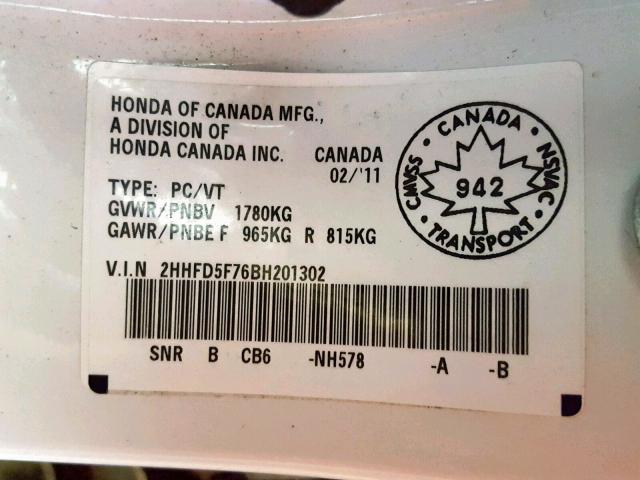 HONDA OF CANADA MFG.,
A DIVISION OF
HONDA CANADA INC. CANADA
02/'11
TYPE: PC/VT
GVWR/PNBV 1780KG
GAWR/PNBE F 965KG R 815KG
V.I.N 2HHFD5F76BH201302
SNR B CB6 -NH578 -A -B
• CANADA •
CMVSS 942 NSVAC
• TRANSPORT •